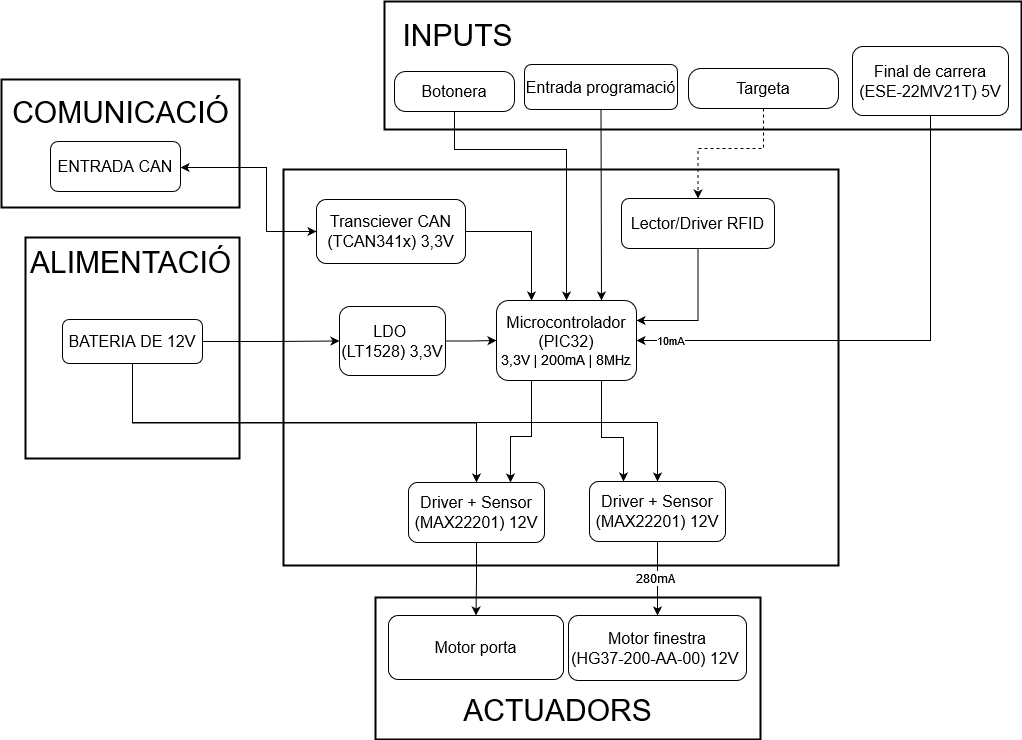 INPUTS
Botonera
Entrada programació
Targeta
Final de carrera
(ESE-22MV21T) 5V
COMUNICACIÓ
ENTRADA CAN
Transciever CAN
(TCAN341x) 3,3V
Lector/Driver RFID
ALIMENTACIÓ
BATERIA DE 12V
LDO
(LT1528) 3,3V
Microcontrolador
(PIC32)
3,3V | 200mA | 8MHz
10mA
Driver + Sensor
(MAX22201) 12V
Driver + Sensor
(MAX22201) 12V
280mA
Motor porta
Motor finestra
(HG37-200-AA-00) 12V
ACTUADORS